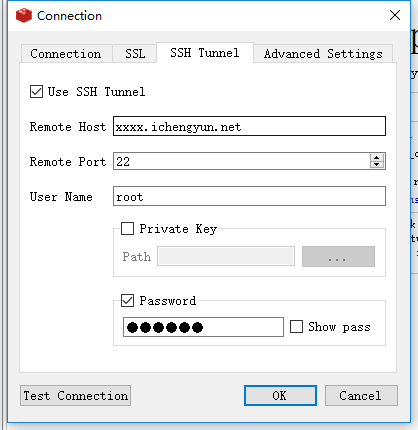 Connection
Connection SSL SSH Tunnel Advanced Settings
Use SSH Tunnel
Remote Host xxxx.ichengyun.net
Remote Port 22
User Name root
Private Key
Path ...
Password
●●●●●● Show pass
Test Connection OK Cancel